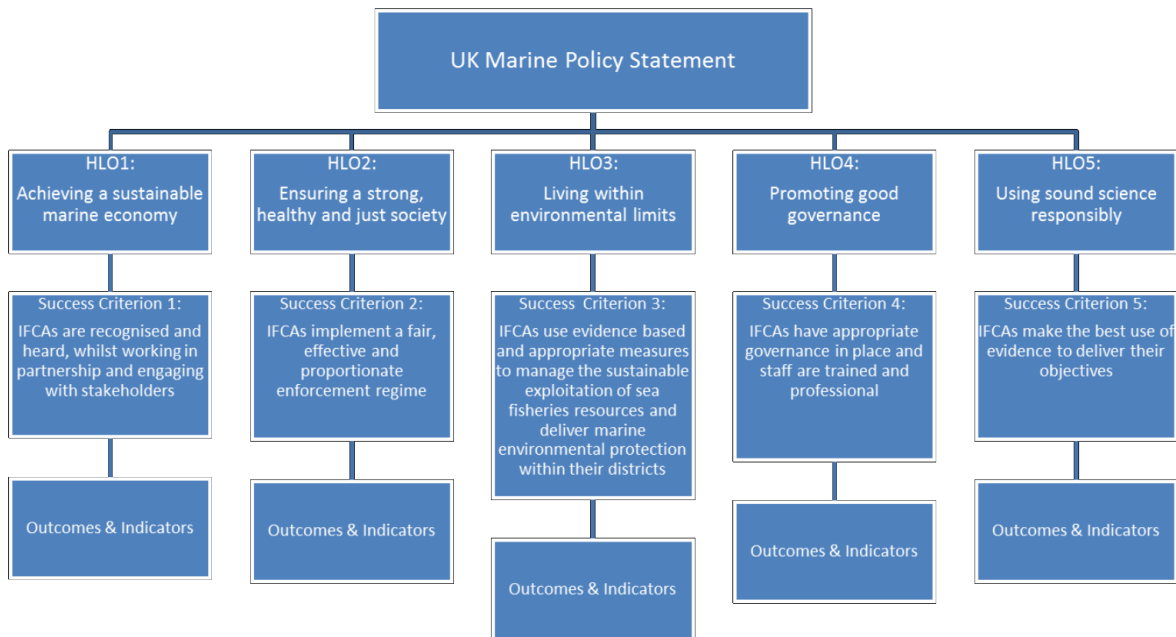 UK Marine Policy Statement
HLO1:
Achieving a sustainable
marine economy
HLO2:
Ensuring a strong,
healthy and just society
HLO3:
Living within
environmental limits
HLO4:
Promoting good
governance
HLO5:
Using sound science
responsibly
Success Criterion 1:
IFCAs are recognised and
heard, whilst working in
partnership and engaging
with stakeholders
Success Criterion 2:
IFCAs implement a fair,
effective and
proportionate
enforcement regime
Success Criterion 3:
IFCAs use evidence based
and appropriate measures
to manage the sustainable
exploitation of sea
fisheries resources and
deliver marine
environmental protection
within their districts
Success Criterion 4:
IFCAs have appropriate
governance in place and
staff are trained and
professional
Success Criterion 5:
IFCAs make the best use of
evidence to deliver their
objectives
Outcomes & Indicators
Outcomes & Indicators
Outcomes & Indicators
Outcomes & Indicators
Outcomes & Indicators